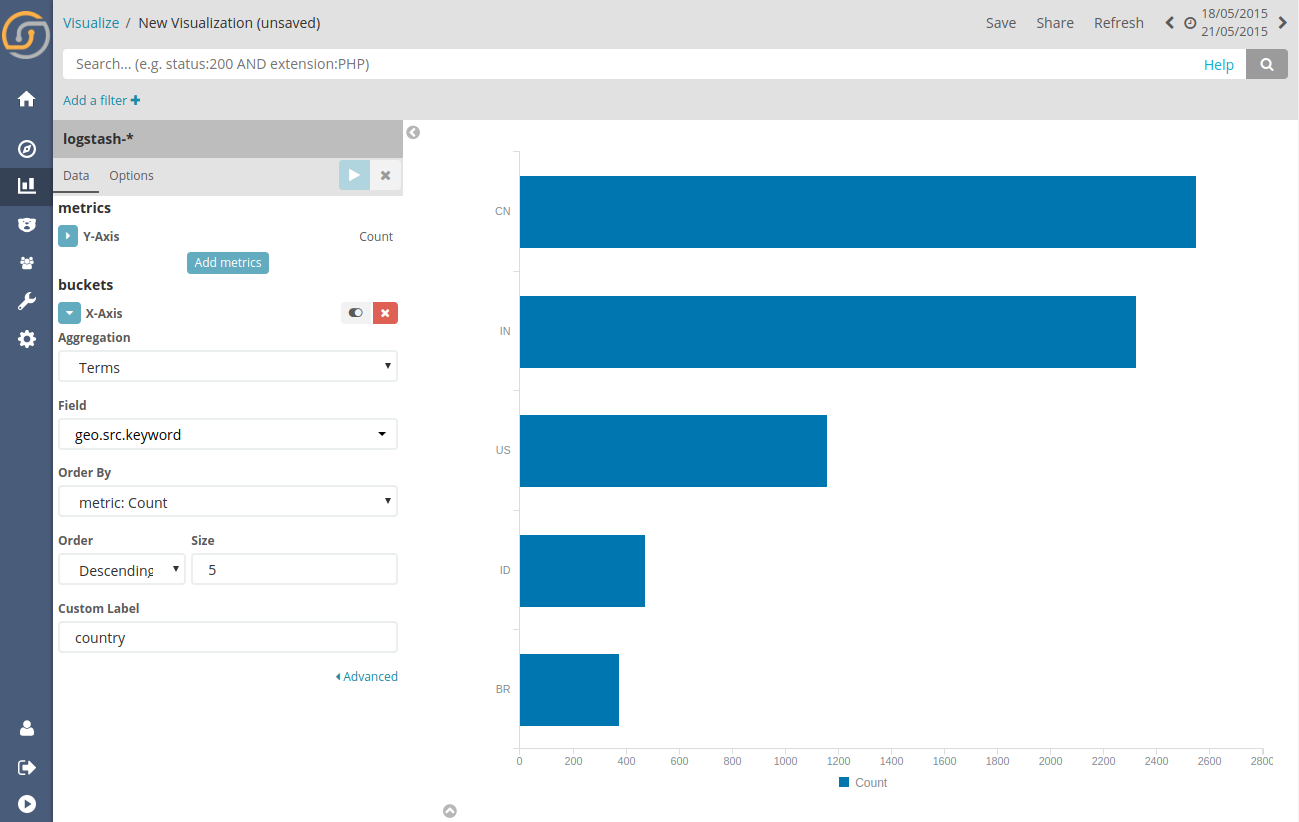 Visualize / New Visualization (unsaved)
Save Share Refresh 18/05/2015
21/05/2015
Search... (e.g. status:200 AND extension:PHP) Help
Add a filter +
logstash-*
Data Options
metrics
Y-Axis Count
Add metrics
buckets
X-Axis
Aggregation
Terms
Field
geo.src.keyword
Order By
metric: Count
Order Size
Descending 5
Custom Label
country
Advanced
CN
IN
US
ID
BR
0 200 400 600 800 1000 1200 1400 1600 1800 2000 2200 2400 2600 2800
Count